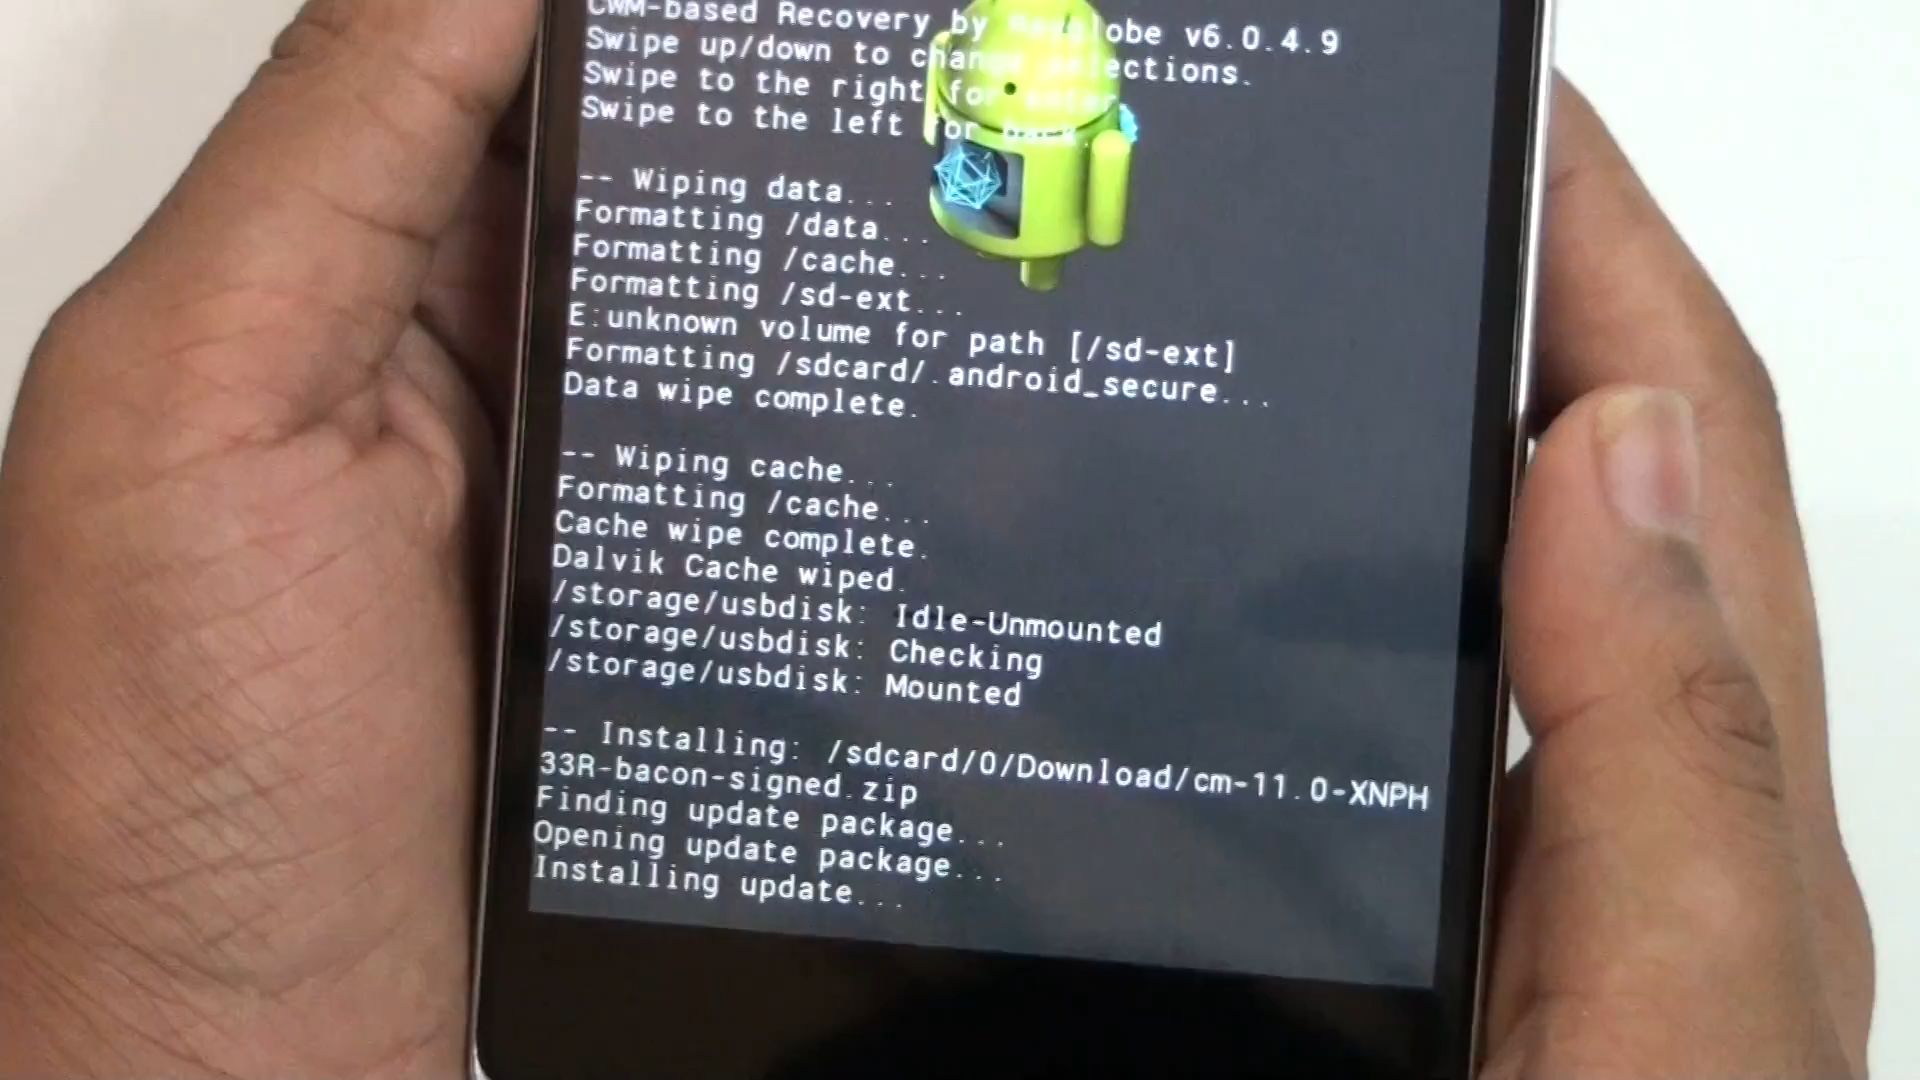 CWM-based Recovery by lobe v6.0.4.9
Swipe up/down to change selections.
Swipe to the right for enter.
Swipe to the left for back.
-- Wiping data...
Formatting /data...
Formatting /cache...
Formatting /sd-ext...
E:unknown volume for path [/sd-ext]
Formatting /sdcard/.android_secure...
Data wipe complete.
-- Wiping cache...
Formatting /cache...
Cache wipe complete.
Dalvik Cache wiped.
/storage/usbdisk: Idle-Unmounted
/storage/usbdisk: Checking
/storage/usbdisk: Mounted
-- Installing: /sdcard/0/Download/cm-11.0-XNPH
33R-bacon-signed.zip
Finding update package...
Opening update package...
Installing update...